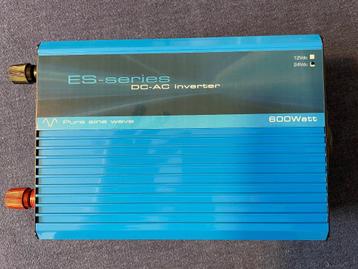 ES-series
DC-AC inverter
12Vdc
24Vdc
Pure sine wave
600Watt